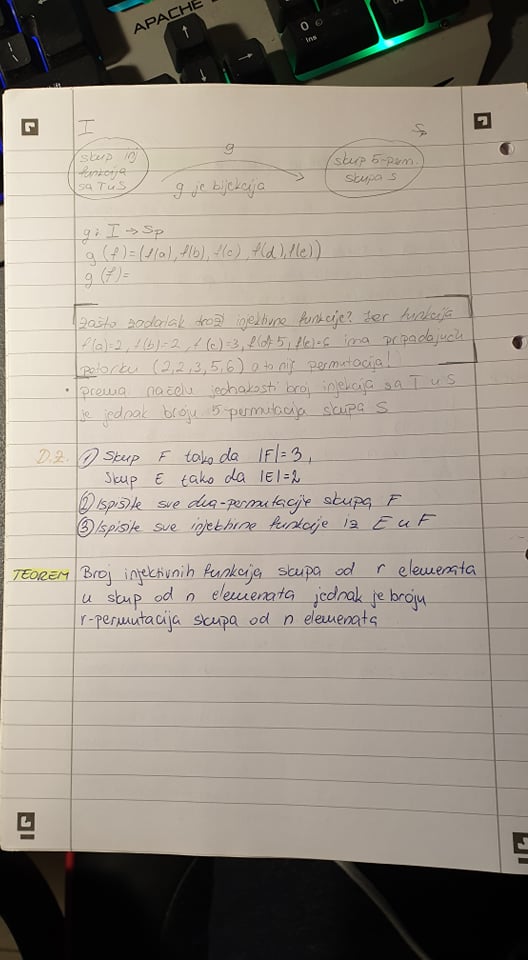 APACHE
0
Ins
I
Sp
skup inj
funkcija
sa T u S
g
g je bijekcija
skup 5-perm.
skupa S
g: I → Sp
g(f) = (f(a), f(b), f(c), f(d), f(e))
g(f) =
zašto zadatak traži injektivne funkcije? Jer funkcija
f(a)=2, f(b)=2, f(c)=3, f(d)=5, f(e)=6 ima pripadajuću
petorku (2,2,3,5,6) a to nije permutacija!
• prema načelu jednakosti broj injekcija sa T u S
je jednak broju 5-permutacija skupa S
D.Z. ① Skup F tako da |F|=3,
Skup E tako da |E|=2
② Ispišite sve dva-permutacije skupa F
③ Ispišite sve injektivne funkcije iz E u F
TEOREM Broj injektivnih funkcija skupa od r elemenata
u skup od n elemenata jednak je broju
r-permutacija skupa od n elemenata